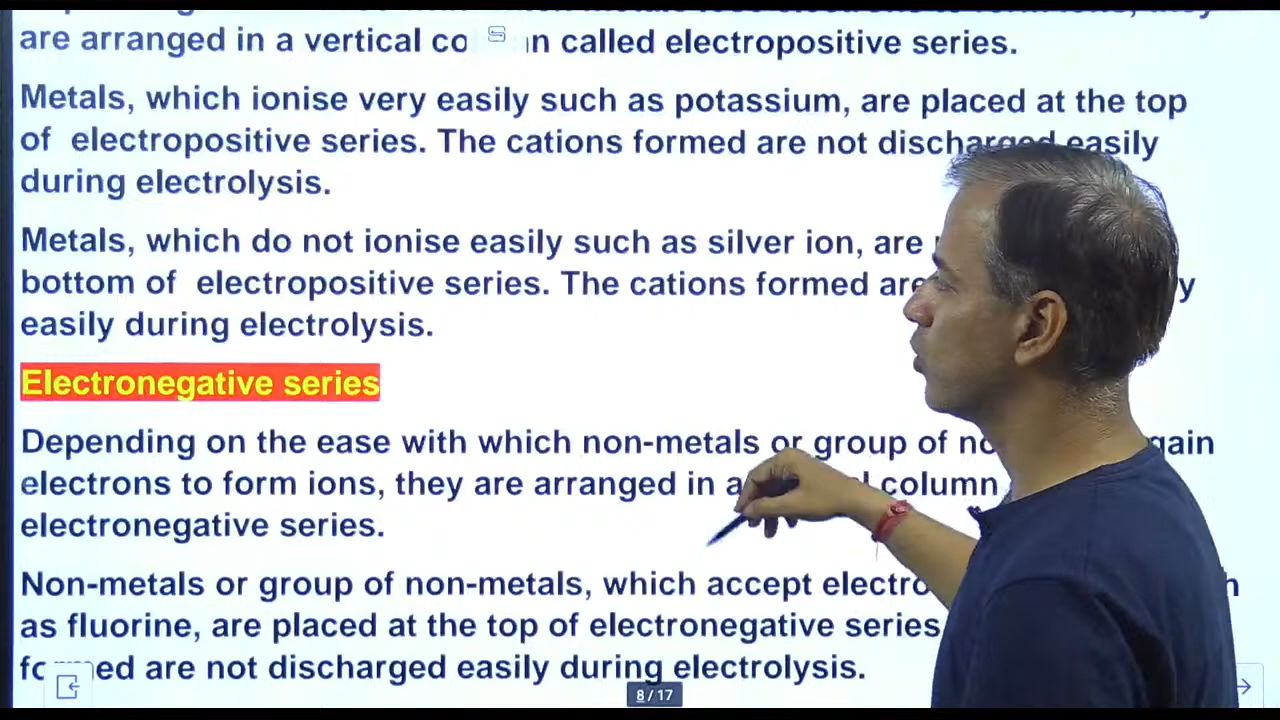 are arranged in a vertical co n called electropositive series.
Metals, which ionise very easily such as potassium, are placed at the top
of electropositive series. The cations formed are not discharged easily
during electrolysis.
Metals, which do not ionise easily such as silver ion, are
bottom of electropositive series. The cations formed are y
easily during electrolysis.
Electronegative series
Depending on the ease with which non-metals or group of no gain
electrons to form ions, they are arranged in a column
electronegative series.
Non-metals or group of non-metals, which accept electro h
as fluorine, are placed at the top of electronegative series
fo ed are not discharged easily during electrolysis.
8 / 17